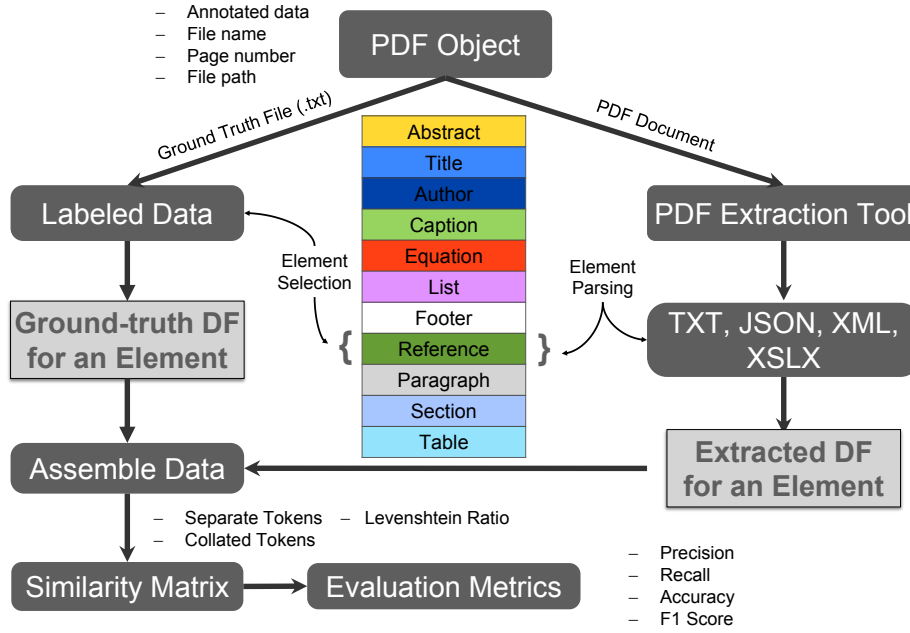 – Annotated data
– File name
– Page number
– File path
PDF Object
Ground Truth File (.txt)
PDF Document
Abstract
Title
Author
Caption
Equation
List
Footer
{ Reference }
Paragraph
Section
Table
Labeled Data
Element
Selection
Ground-truth DF
for an Element
PDF Extraction Tool
Element
Parsing
TXT, JSON, XML,
XSLX
Extracted DF
for an Element
Assemble Data
– Separate Tokens – Levenshtein Ratio
– Collated Tokens
Similarity Matrix
Evaluation Metrics
– Precision
– Recall
– Accuracy
– F1 Score